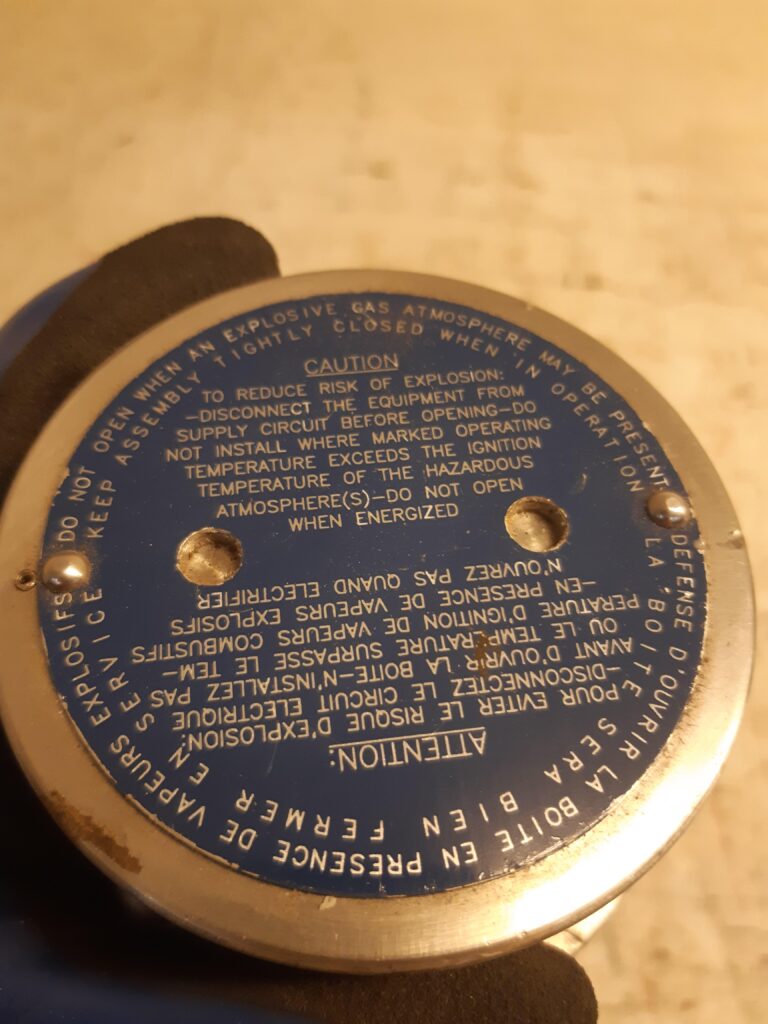 DO NOT OPEN WHEN AN EXPLOSIVE GAS ATMOSPHERE MAY BE PRESENT
KEEP ASSEMBLY TIGHTLY CLOSED WHEN IN OPERATION
CAUTION
TO REDUCE RISK OF EXPLOSION:
-DISCONNECT THE EQUIPMENT FROM
SUPPLY CIRCUIT BEFORE OPENING-DO
NOT INSTALL WHERE MARKED OPERATING
TEMPERATURE EXCEEDS THE IGNITION
TEMPERATURE OF THE HAZARDOUS
ATMOSPHERE(S)-DO NOT OPEN
WHEN ENERGIZED
DEFENSE D'OUVRIR LA BOITE EN PRESENCE DE VAPEURS EXPLOSIFS
LA BOITE SERA BIEN FERMER EN SERVICE
ATTENTION:
POUR EVITER LE RISQUE D'EXPLOSION:
-DISCONNECTEZ LE CIRCUIT ELECTRIQUE
AVANT D'OUVRIR LA BOITE-N'INSTALLEZ PAS
OU LE TEMPERATURE SURPASSE LE TEM-
PERATURE D'IGNITION DE VAPEURS COMBUSTIFS
-EN PRESENCE DE VAPEURS EXPLOSIFS
N'OUVREZ PAS QUAND ELECTRIFIER